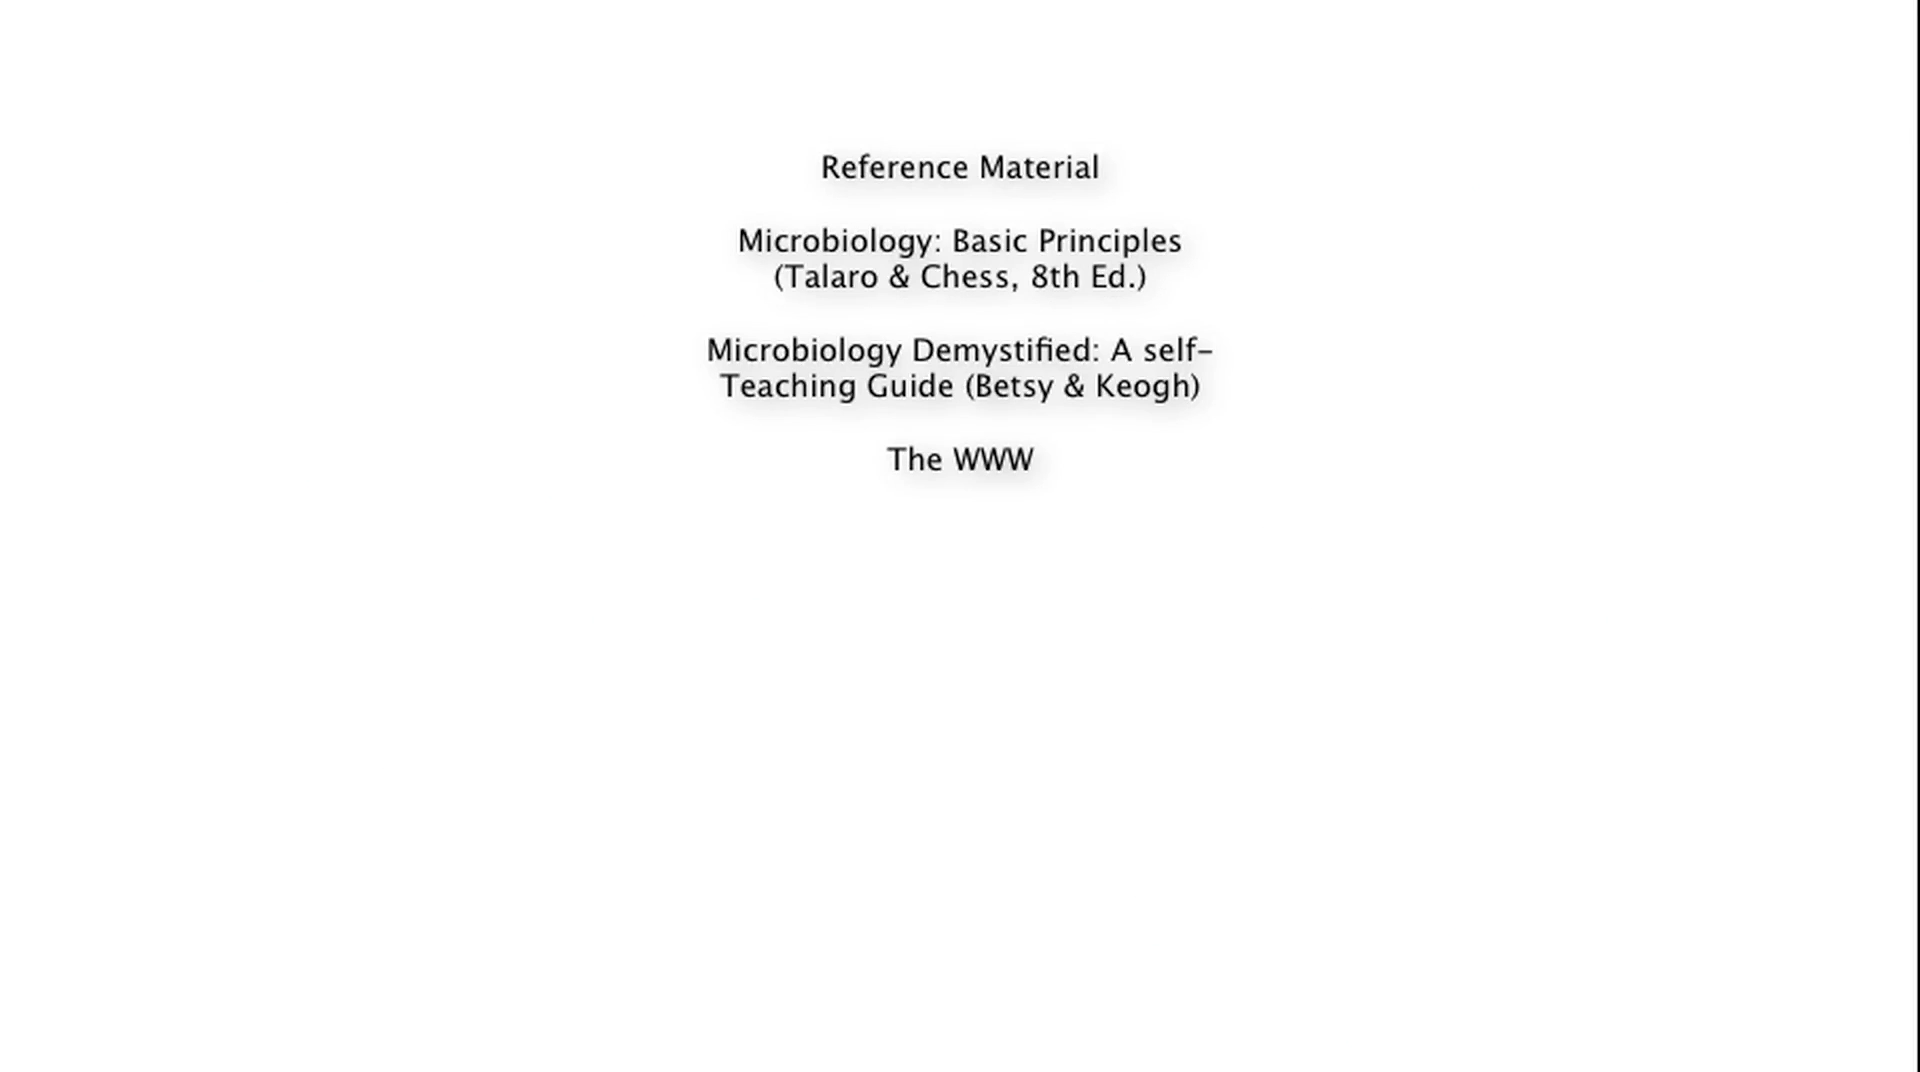 Reference Material
Microbiology: Basic Principles
(Talaro & Chess, 8th Ed.)
Microbiology Demystified: A self-
Teaching Guide (Betsy & Keogh)
The WWW